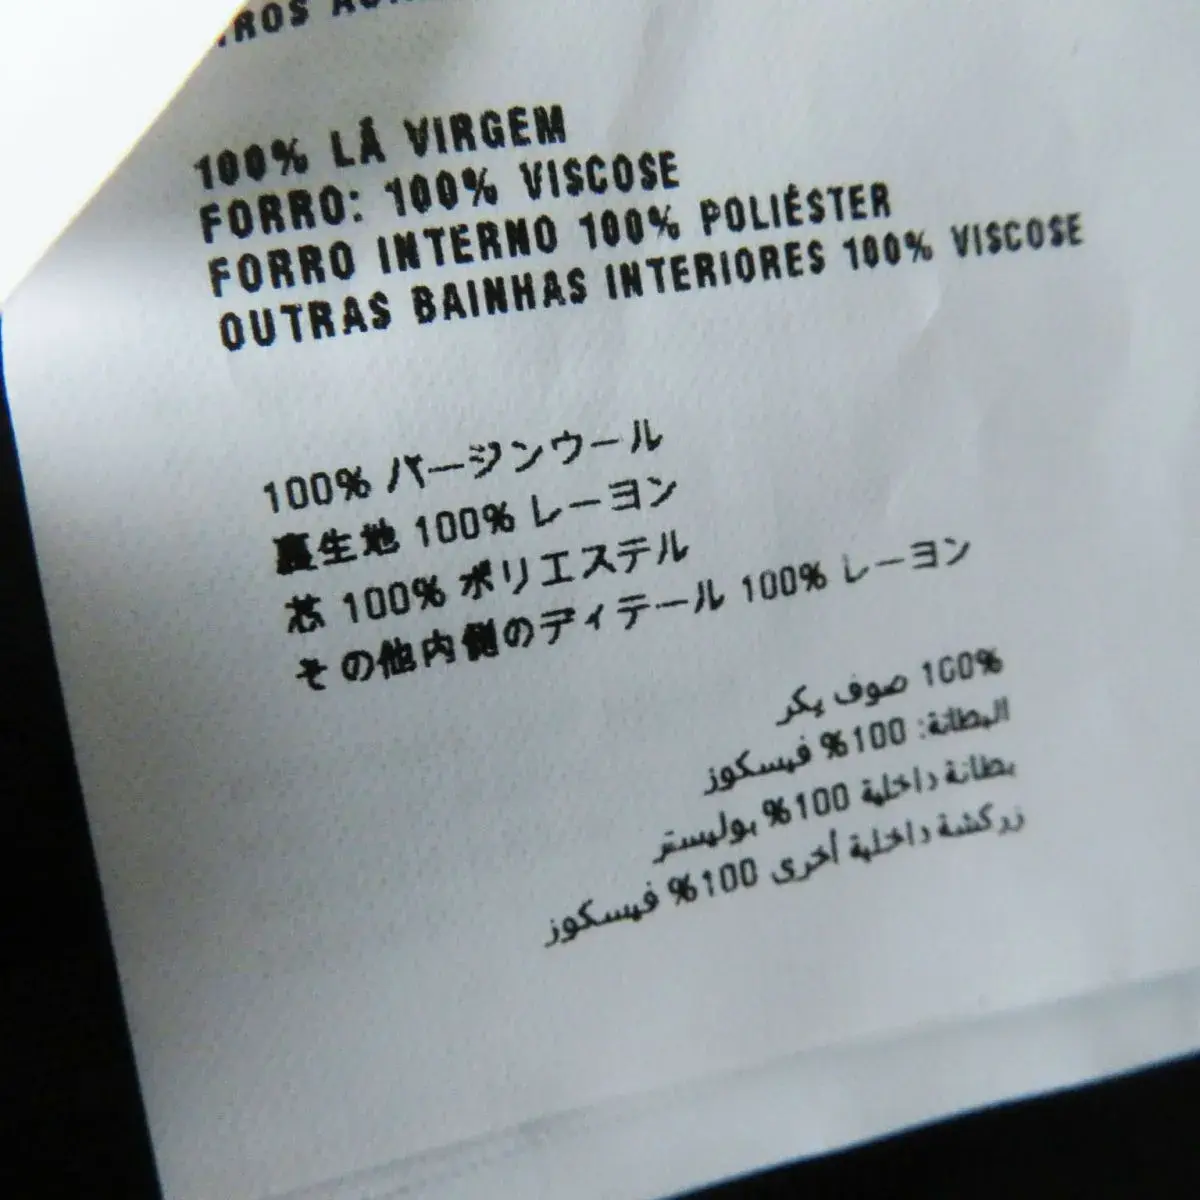 100% LÃ VIRGEM
FORRO: 100% VISCOSE
FORRO INTERNO 100% POLIÉSTER
OUTRAS BAINHAS INTERIORES 100% VISCOSE
100% バージンウール
裏生地 100% レーヨン
芯 100% ポリエステル
その他内側のディテール 100% レーヨン
100% صوف بكر
البطانة: 100% فيسكوز
بطانة داخلية 100% بوليستر
زركشة داخلية أخرى 100% فيسكوز